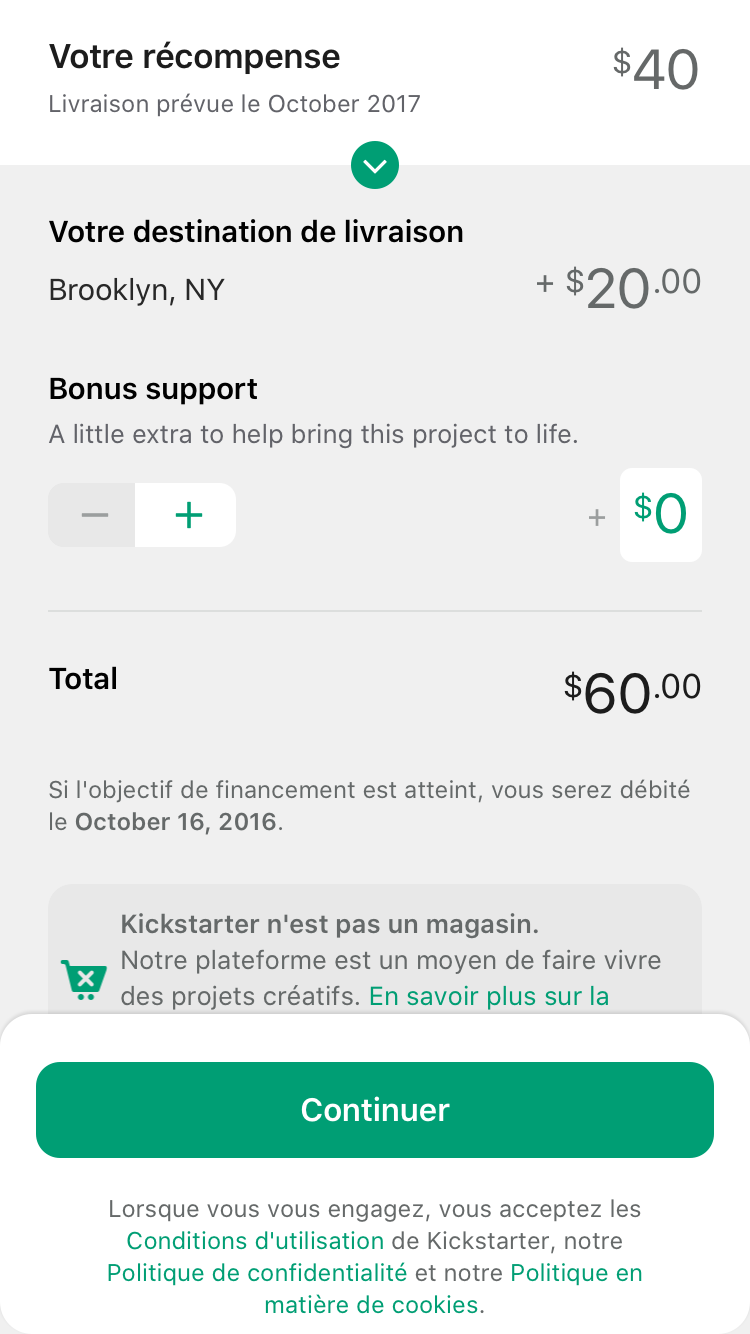 Votre récompense
$40
Livraison prévue le October 2017
Votre destination de livraison
Brooklyn, NY
+ $20.00
Bonus support
A little extra to help bring this project to life.
− +
+ $0
Total
$60.00
Si l'objectif de financement est atteint, vous serez débité
le October 16, 2016.
Kickstarter n'est pas un magasin.
Notre plateforme est un moyen de faire vivre
des projets créatifs. En savoir plus sur la
Continuer
Lorsque vous vous engagez, vous acceptez les
Conditions d'utilisation de Kickstarter, notre
Politique de confidentialité et notre Politique en
matière de cookies.